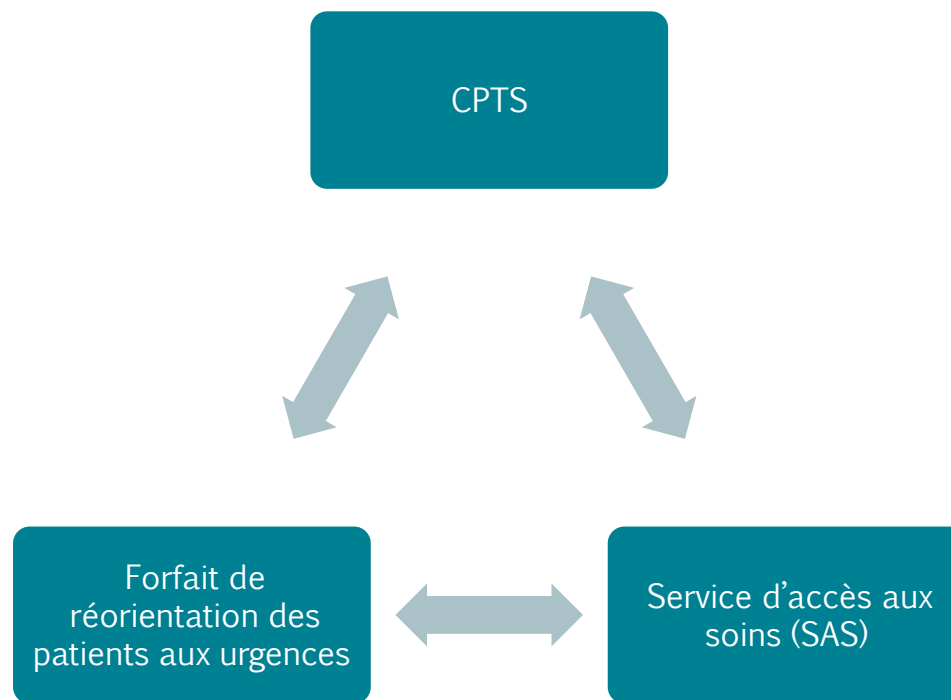 CPTS
Forfait de
réorientation des
patients aux urgences
Service d’accès aux
soins (SAS)